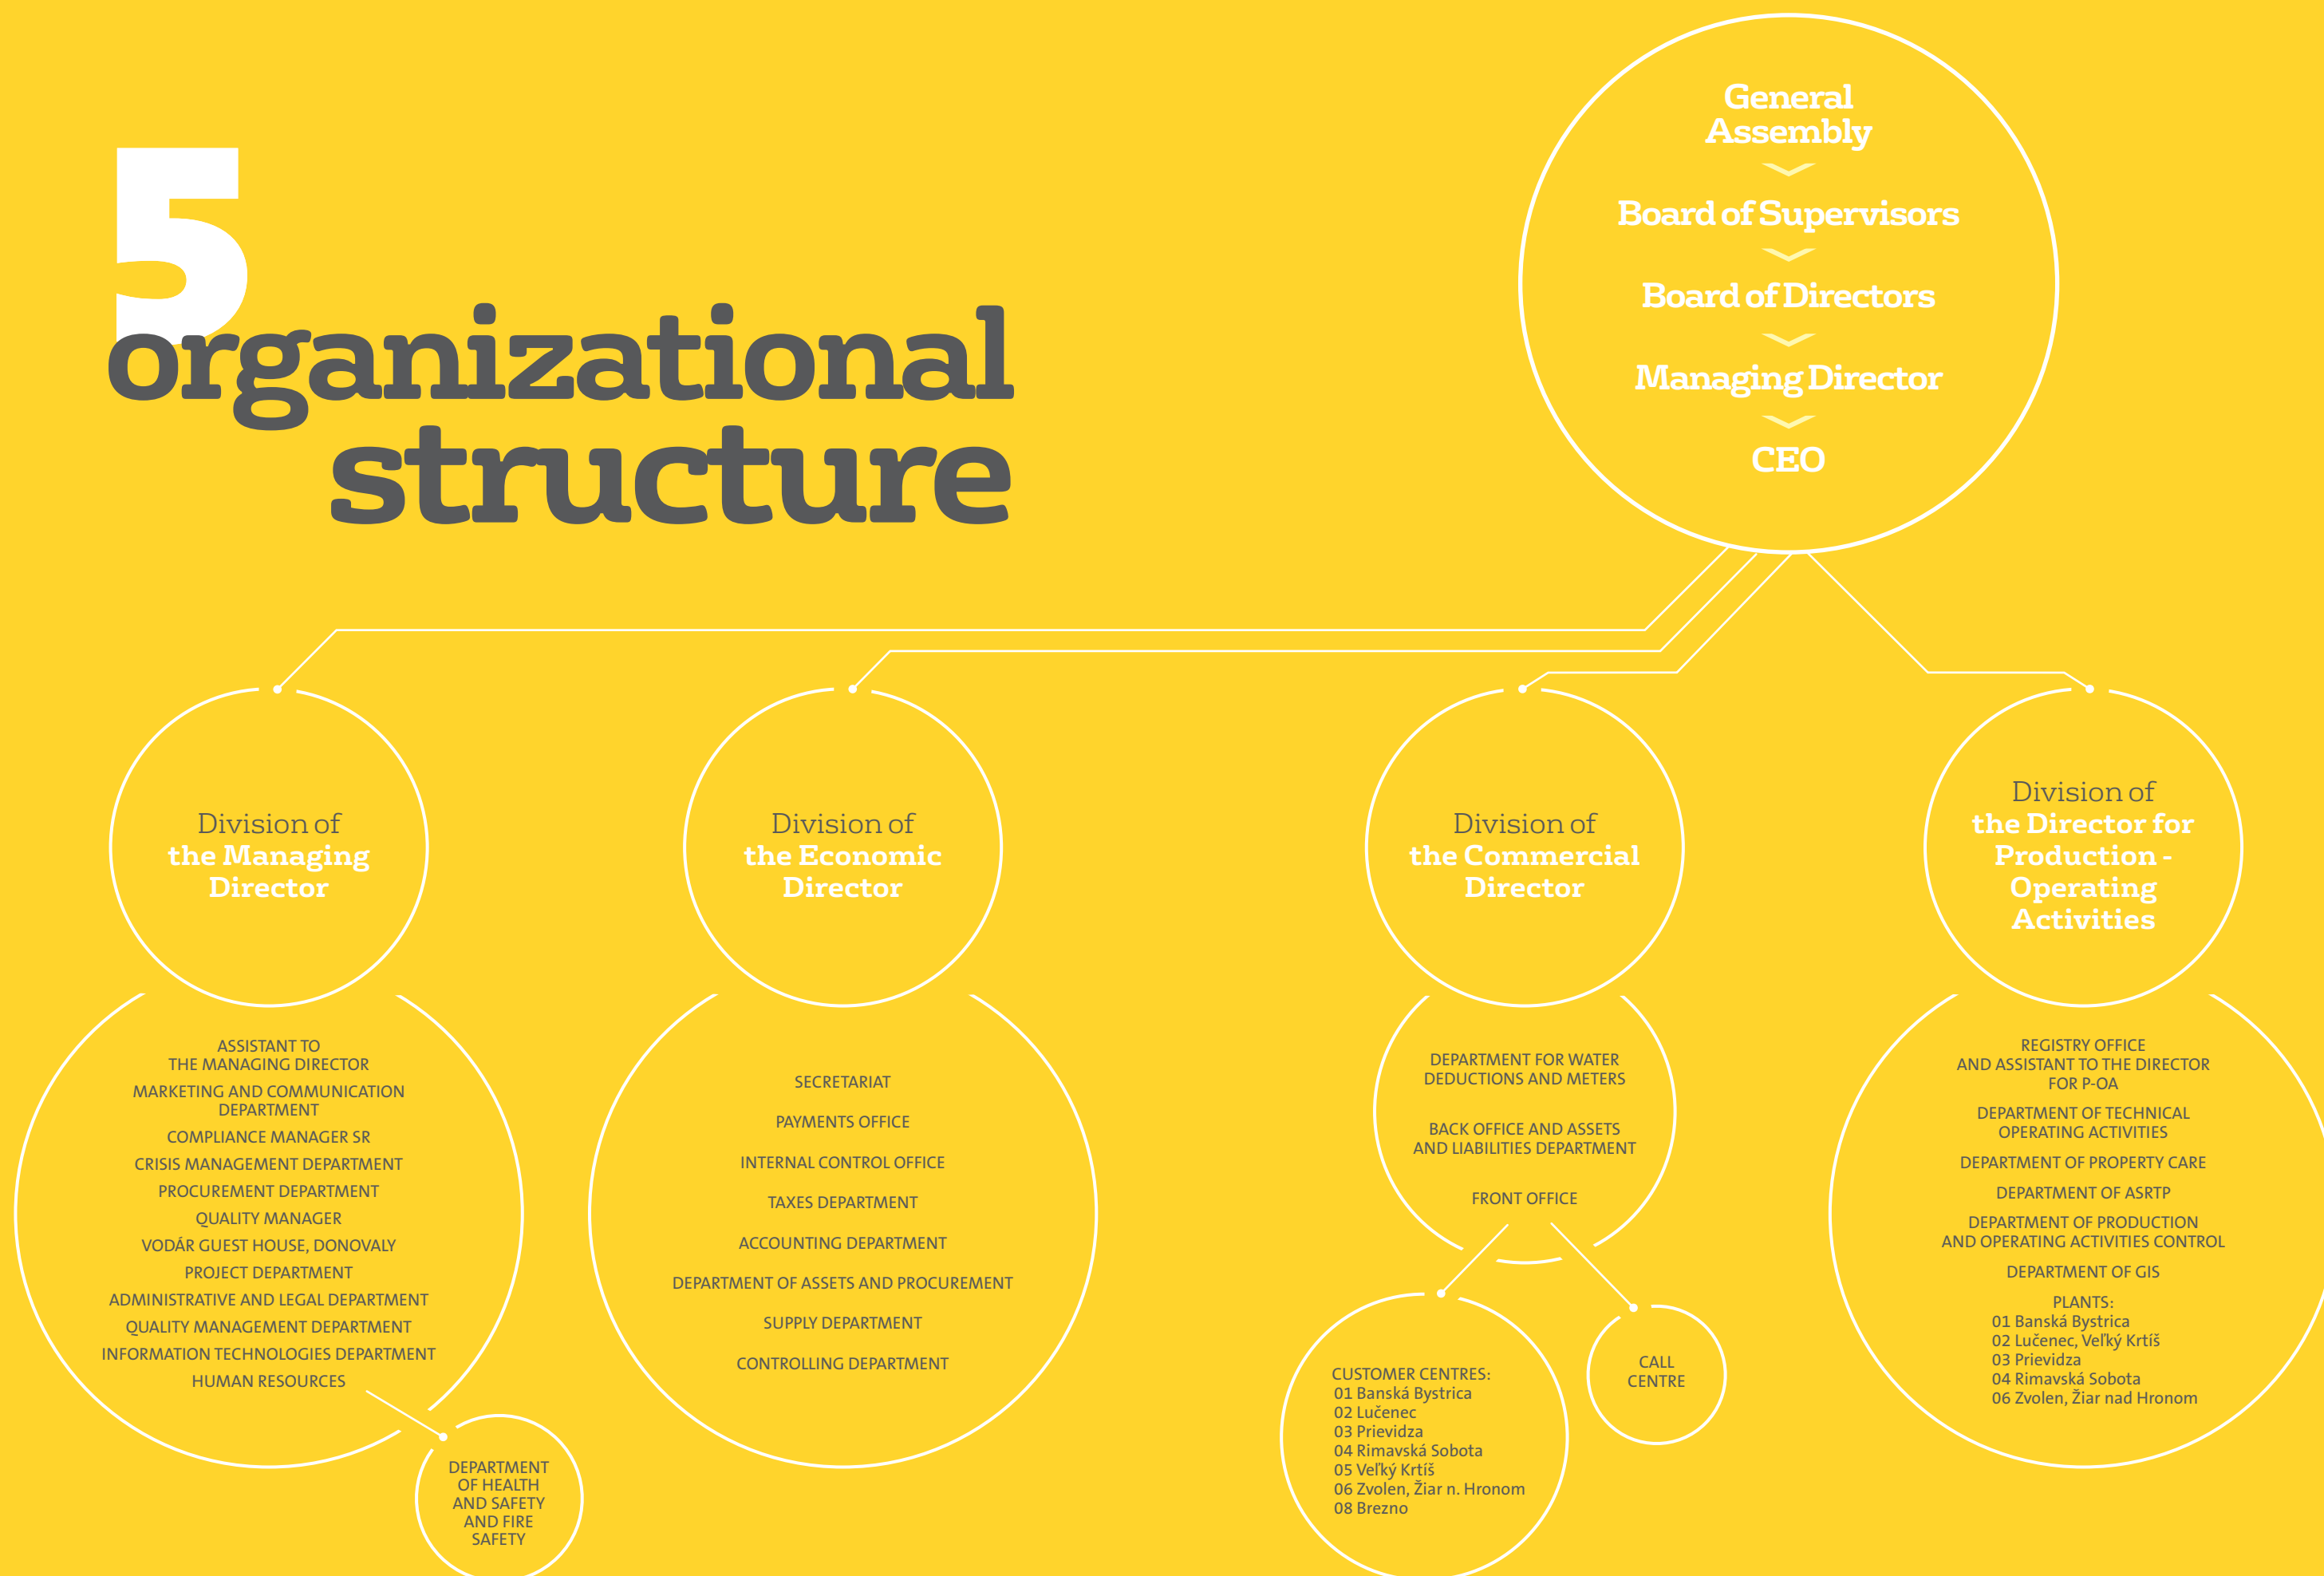 5
organizational
structure
General
Assembly
Board of Supervisors
Board of Directors
Managing Director
CEO
Division of
the Managing
Director
ASSISTANT TO
THE MANAGING DIRECTOR
MARKETING AND COMMUNICATION
DEPARTMENT
COMPLIANCE MANAGER SR
CRISIS MANAGEMENT DEPARTMENT
PROCUREMENT DEPARTMENT
QUALITY MANAGER
VODÁR GUEST HOUSE, DONOVALY
PROJECT DEPARTMENT
ADMINISTRATIVE AND LEGAL DEPARTMENT
QUALITY MANAGEMENT DEPARTMENT
INFORMATION TECHNOLOGIES DEPARTMENT
HUMAN RESOURCES
DEPARTMENT
OF HEALTH
AND SAFETY
AND FIRE
SAFETY
Division of
the Economic
Director
SECRETARIAT
PAYMENTS OFFICE
INTERNAL CONTROL OFFICE
TAXES DEPARTMENT
ACCOUNTING DEPARTMENT
DEPARTMENT OF ASSETS AND PROCUREMENT
SUPPLY DEPARTMENT
CONTROLLING DEPARTMENT
Division of
the Commercial
Director
DEPARTMENT FOR WATER
DEDUCTIONS AND METERS
BACK OFFICE AND ASSETS
AND LIABILITIES DEPARTMENT
FRONT OFFICE
CUSTOMER CENTRES:
01 Banská Bystrica
02 Lučenec
03 Prievidza
04 Rimavská Sobota
05 Veľký Krtíš
06 Zvolen, Žiar n. Hronom
08 Brezno
CALL
CENTRE
Division of
the Director for
Production -
Operating
Activities
REGISTRY OFFICE
AND ASSISTANT TO THE DIRECTOR
FOR P-OA
DEPARTMENT OF TECHNICAL
OPERATING ACTIVITIES
DEPARTMENT OF PROPERTY CARE
DEPARTMENT OF ASRTP
DEPARTMENT OF PRODUCTION
AND OPERATING ACTIVITIES CONTROL
DEPARTMENT OF GIS
PLANTS:
01 Banská Bystrica
02 Lučenec, Veľký Krtíš
03 Prievidza
04 Rimavská Sobota
06 Zvolen, Žiar nad Hronom